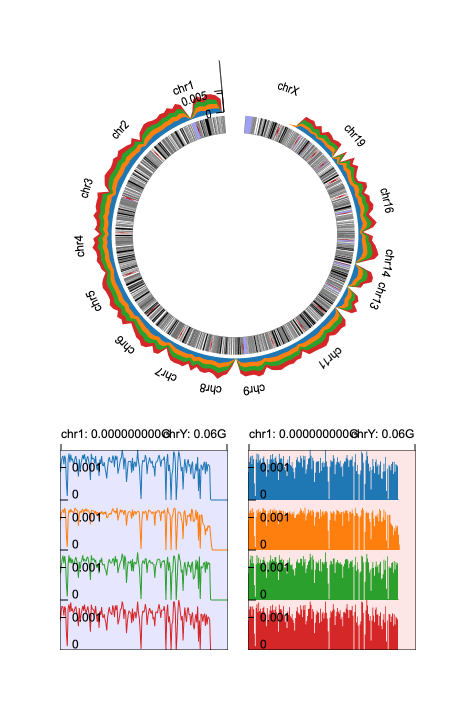 chr1
0.005
0
chrX
chr2
chr19
chr3
chr16
chr4
chr14
chr5
chr13
chr6
chr11
chr7
chr8
chr9
chr1: 0.000000000G chrY: 0.06G
chr1: 0.000000000G chrY: 0.06G
0.001 0.001
0 0
0.001 0.001
0 0
0.001 0.001
0 0
0.001 0.001
0 0